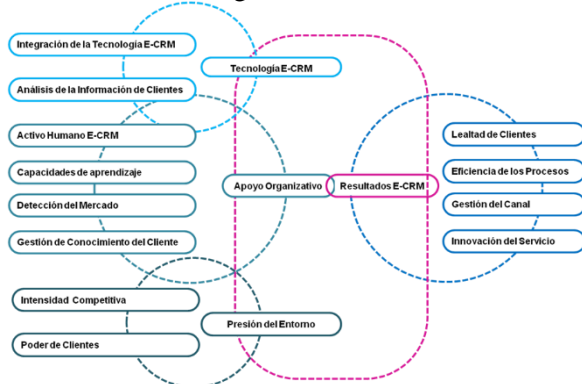 Integración de la Tecnología E-CRM
Tecnología E-CRM
Análisis de la Información de Clientes
Activo Humano E-CRM
Lealtad de Clientes
Capacidades de aprendizaje
Eficiencia de los Procesos
Apoyo Organizativo
Resultados E-CRM
Detección del Mercado
Gestión del Canal
Gestión de Conocimiento del Cliente
Innovación del Servicio
Intensidad Competitiva
Presión del Entorno
Poder de Clientes